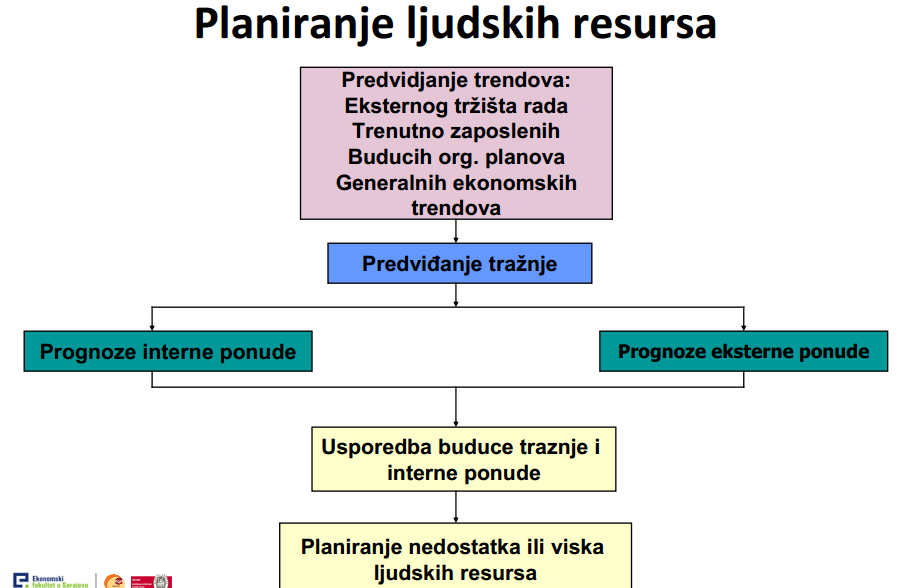 Planiranje ljudskih resursa
Predvidjanje trendova:
Eksternog tržišta rada
Trenutno zaposlenih
Buducih org. planova
Generalnih ekonomskih
trendova
Predviđanje tražnje
Prognoze interne ponude
Prognoze eksterne ponude
Usporedba buduce traznje i
interne ponude
Planiranje nedostatka ili viska
ljudskih resursa
Ekonomski
fakultet u Sarajevu